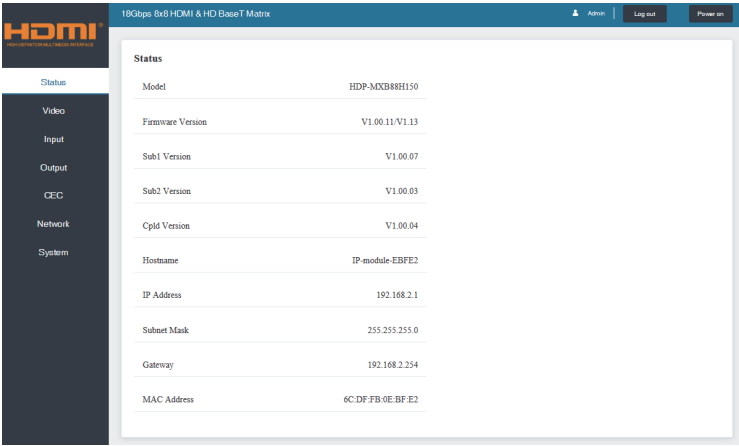 HDMI®
HIGH-DEFINITION MULTIMEDIA INTERFACE
18Gbps 8x8 HDMI & HD BaseT Matrix
Admin
Log out
Power on
Status
Video
Input
Output
CEC
Network
System
Status
Model HDP-MXB88H150
Firmware Version V1.00.11/V1.13
Sub1 Version V1.00.07
Sub2 Version V1.00.03
Cpld Version V1.00.04
Hostname IP-module-EBFE2
IP Address 192.168.2.1
Subnet Mask 255.255.255.0
Gateway 192.168.2.254
MAC Address 6C:DF:FB:0E:BF:E2